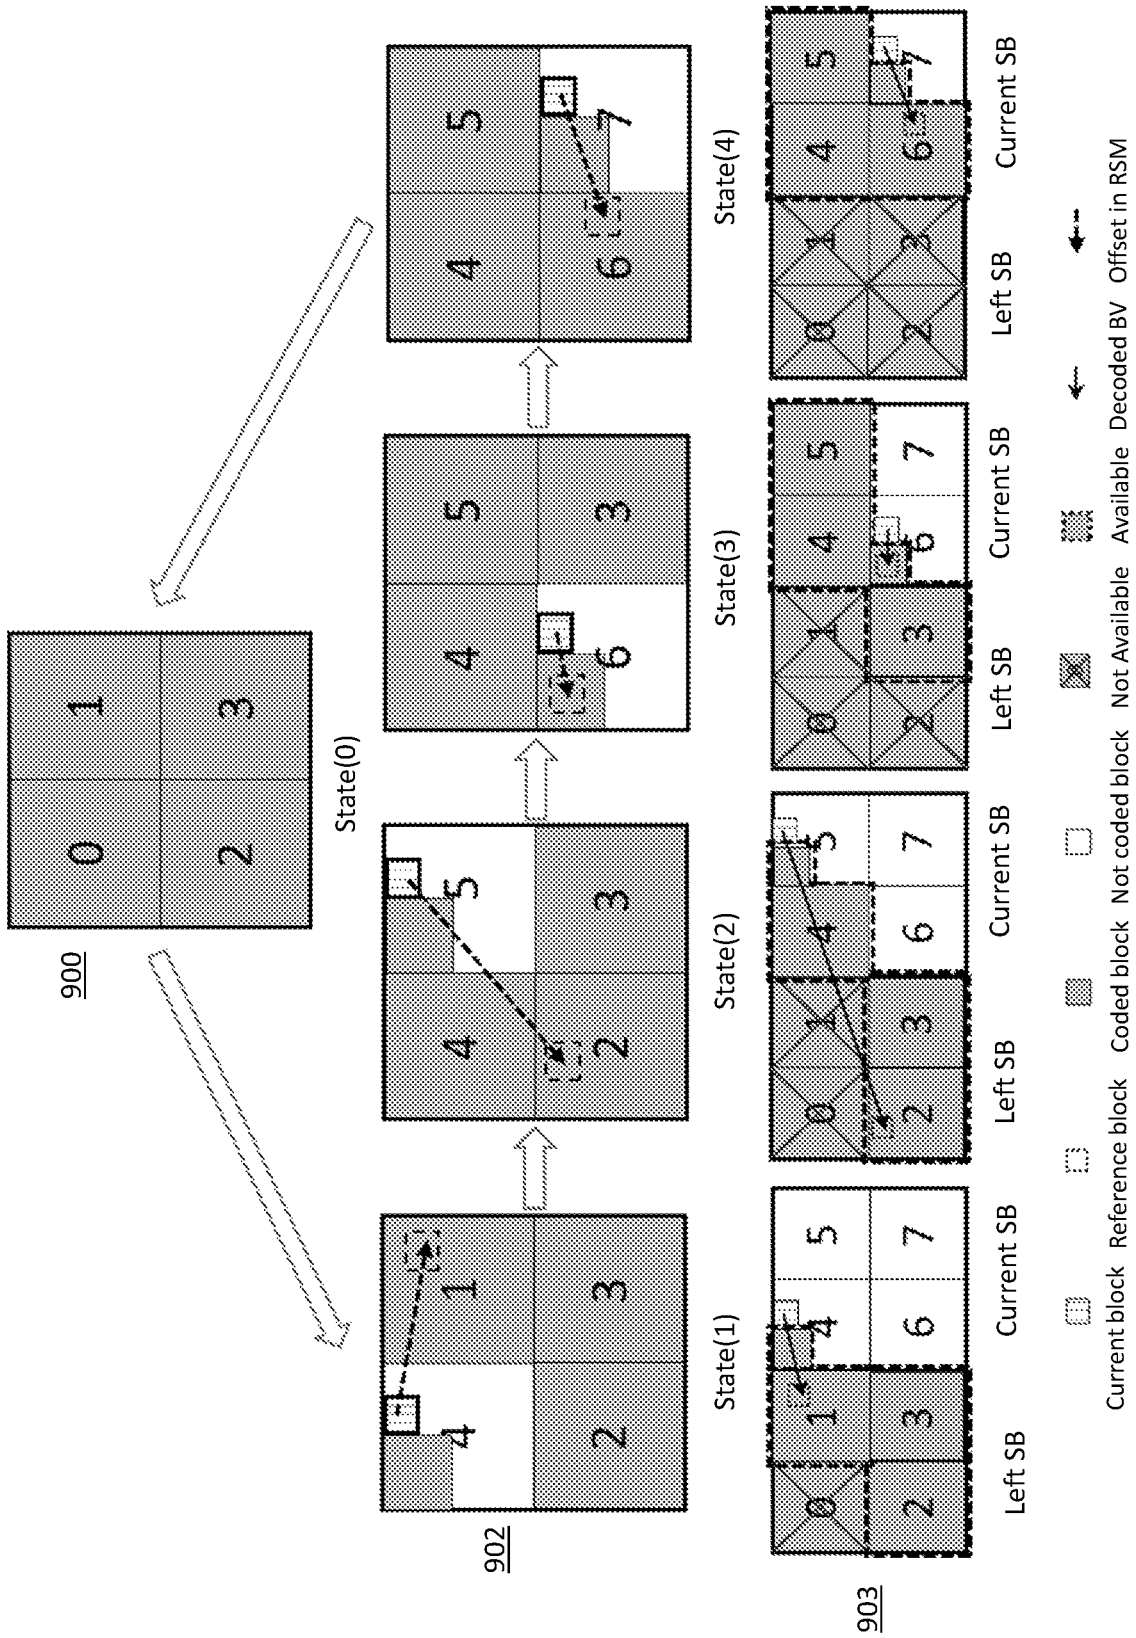 900
0 1
2 3
State(0)
902
4 1 4 5 4 5 4 5
2 3 2 3 6 3 6 7
State(1) State(2) State(3) State(4)
903
0 1 4 5 0 1 4 5 0 1 4 5 0 1 4 5
2 3 6 7 2 3 6 7 2 3 6 7 2 3 6 7
Left SB Current SB Left SB Current SB Left SB Current SB Left SB Current SB
Current block Reference block Coded block Not coded block Not Available Available Decoded BV Offset in RSM